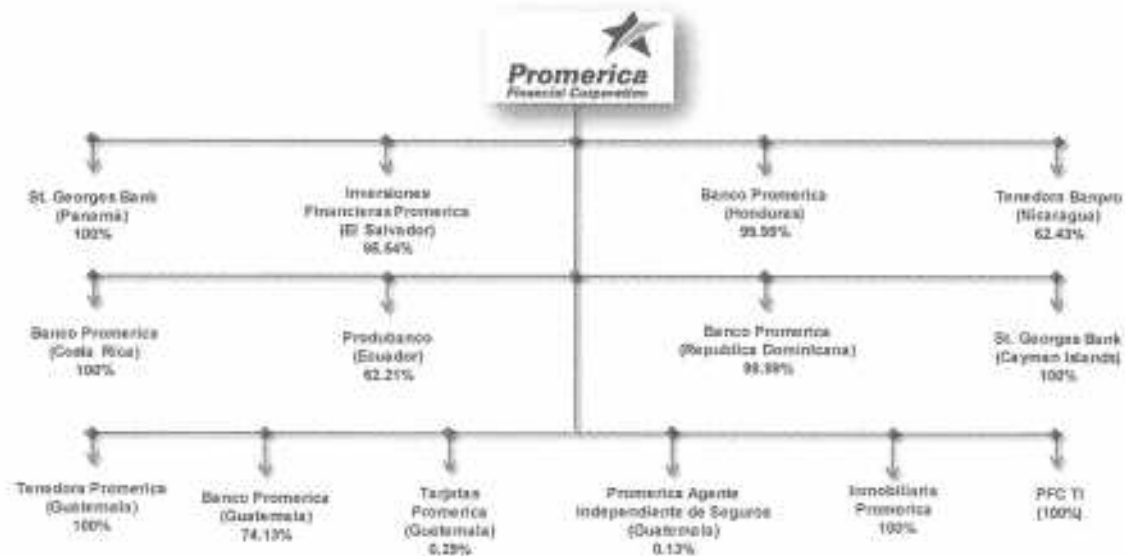 Promerica
Financial Corporation
St. Georges Bank
(Panamá)
100%
Inversiones
Financieras Promerica
(El Salvador)
95.54%
Banco Promerica
(Honduras)
99.99%
Tenedora Banpro
(Nicaragua)
62.43%
Banco Promerica
(Costa Rica)
100%
Produbanco
(Ecuador)
62.21%
Banco Promerica
(Republica Dominicana)
99.99%
St. Georges Bank
(Cayman Islands)
100%
Tenedora Promerica
(Guatemala)
100%
Banco Promerica
(Guatemala)
74.13%
Tarjetas
Promerica
(Guatemala)
0.29%
Promerica Agente
Independiente de Seguros
(Guatemala)
0.13%
Inmobiliaria
Promerica
100%
PFC TI
(100%)